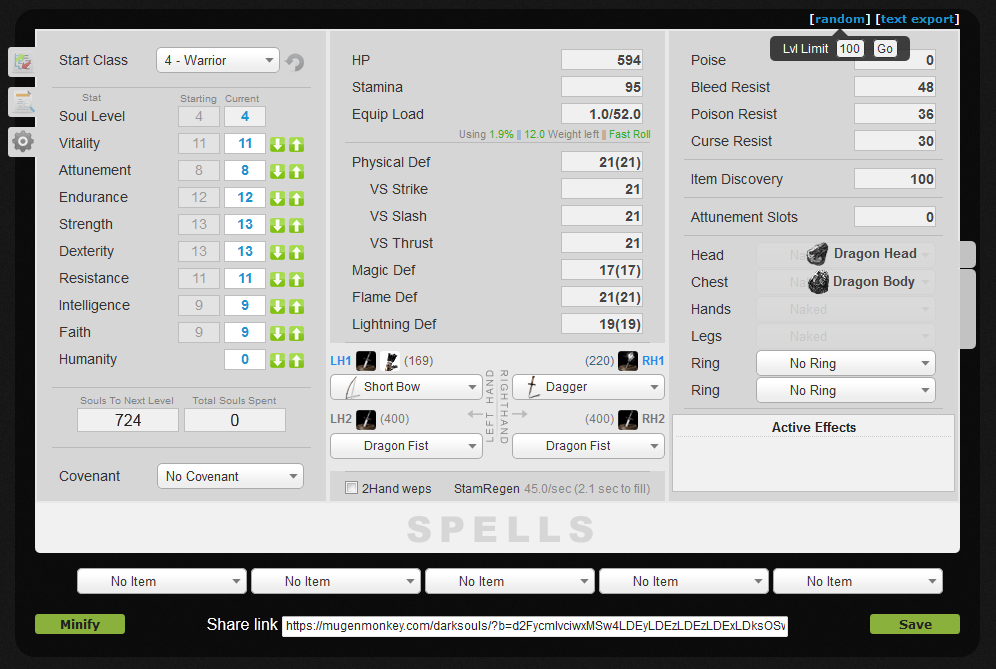 [random] [text export]
Lvl Limit 100 Go
Start Class 4 - Warrior
Stat Starting Current
Soul Level 4 4
Vitality 11 11
Attunement 8 8
Endurance 12 12
Strength 13 13
Dexterity 13 13
Resistance 11 11
Intelligence 9 9
Faith 9 9
Humanity 0
Souls To Next Level Total Souls Spent
724 0
Covenant No Covenant
HP 594
Stamina 95
Equip Load 1.0/52.0
Using 1.9% || 12.0 Weight left || Fast Roll
Physical Def 21(21)
VS Strike 21
VS Slash 21
VS Thrust 21
Magic Def 17(17)
Flame Def 21(21)
Lightning Def 19(19)
LH1 (169) (220) RH1
Short Bow Dagger
LEFT HAND RIGHTHAND
LH2 (400) (400) RH2
Dragon Fist Dragon Fist
2Hand weps StamRegen 45.0/sec (2.1 sec to fill)
Poise 0
Bleed Resist 48
Poison Resist 36
Curse Resist 30
Item Discovery 100
Attunement Slots 0
Head Dragon Head
Chest Dragon Body
Hands Naked
Legs Naked
Ring No Ring
Ring No Ring
Active Effects
SPELLS
No Item No Item No Item No Item No Item
Minify Share link https://mugenmonkey.com/darksouls/?b=d2FycmlvciwxMSw4LDEyLDEzLDEzLDExLDksOSw Save